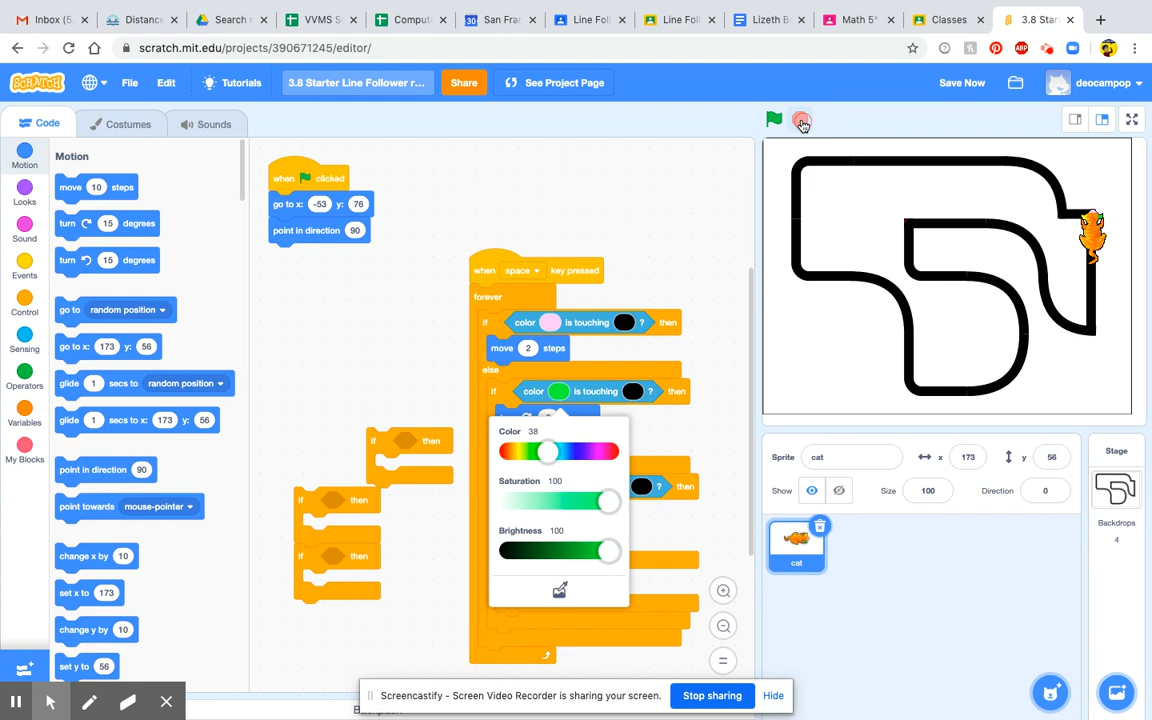 Inbox (5,
Distance
Search r
VVMS S
Comput
San Fran
Line Foll
Line Foll
Lizeth B
Math 5°
Classes
3.8 Star
scratch.mit.edu/projects/390671245/editor/
ABP
SCRATCH
File
Edit
Tutorials
3.8 Starter Line Follower r...
Share
See Project Page
Save Now
deocampop
Code
Costumes
Sounds
Motion
Looks
Sound
Events
Control
Sensing
Operators
Variables
My Blocks
Motion
move 10 steps
turn 15 degrees
turn 15 degrees
go to random position
go to x: 173 y: 56
glide 1 secs to random position
glide 1 secs to x: 173 y: 56
point in direction 90
point towards mouse-pointer
change x by 10
set x to 173
change y by 10
set y to 56
when clicked
go to x: -53 y: 76
point in direction 90
when space key pressed
forever
if color is touching ? then
move 2 steps
else
if color is touching ? then
? then
if then
if then
if then
Color 38
Saturation 100
Brightness 100
Sprite cat x 173 y 56
Show Size 100 Direction 0
cat
Stage
Backdrops
4
Screencastify - Screen Video Recorder is sharing your screen.
Stop sharing
Hide